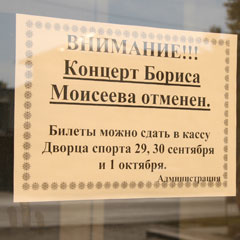 ВНИМАНИЕ!!!
Концерт Бориса
Моисеева отменен.
Билеты можно сдать в кассу
Дворца спорта 29, 30 сентября
и 1 октября.
Администрация